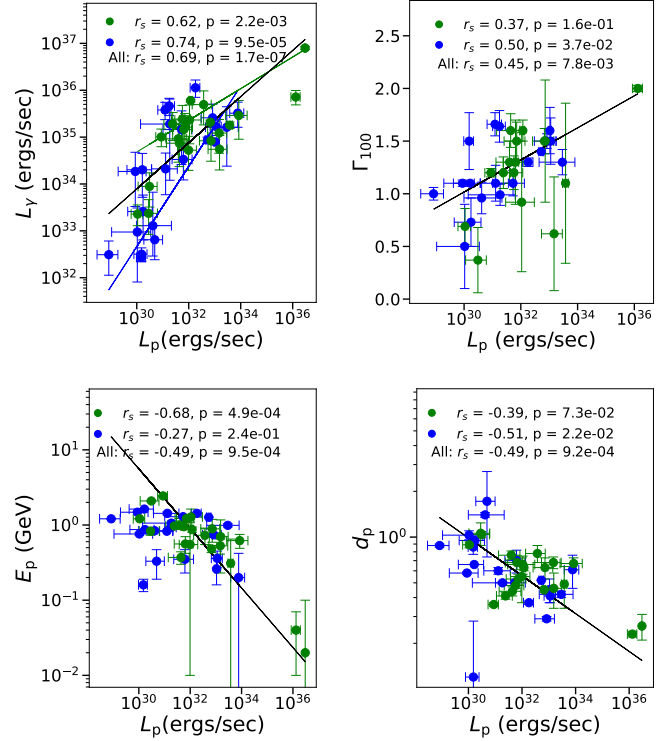 r_s = 0.62, p = 2.2e-03
r_s = 0.74, p = 9.5e-05
All: r_s = 0.69, p = 1.7e-07
10^37
10^36
10^35
10^34
10^33
10^32
L_γ (ergs/sec)
10^30
10^32
10^34
10^36
L_p(ergs/sec)
r_s = 0.37, p = 1.6e-01
r_s = 0.50, p = 3.7e-02
All: r_s = 0.45, p = 7.8e-03
2.0
1.5
1.0
0.5
0.0
Γ_100
10^30
10^32
10^34
10^36
L_p (ergs/sec)
r_s = -0.68, p = 4.9e-04
r_s = -0.27, p = 2.4e-01
All: r_s = -0.49, p = 9.5e-04
10^1
10^0
10^−1
10^−2
E_p (GeV)
10^30
10^32
10^34
10^36
L_p(ergs/sec)
r_s = -0.39, p = 7.3e-02
r_s = -0.51, p = 2.2e-02
All: r_s = -0.49, p = 9.2e-04
10^0
d_p
10^30
10^32
10^34
10^36
L_p (ergs/sec)